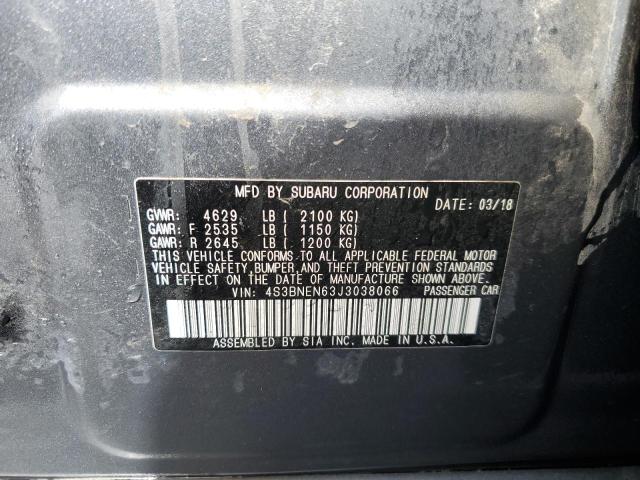 MFD BY SUBARU CORPORATION
DATE: 03/18
GVWR: 4629 LB ( 2100 KG)
GAWR: F 2535 LB ( 1150 KG)
GAWR: R 2645 LB ( 1200 KG)
THIS VEHICLE CONFORMS TO ALL APPLICABLE FEDERAL MOTOR
VEHICLE SAFETY, BUMPER, AND THEFT PREVENTION STANDARDS
IN EFFECT ON THE DATE OF MANUFACTURE SHOWN ABOVE.
VIN: 4S3BNEN63J3038066 PASSENGER CAR
ASSEMBLED BY SIA INC. MADE IN U.S.A.